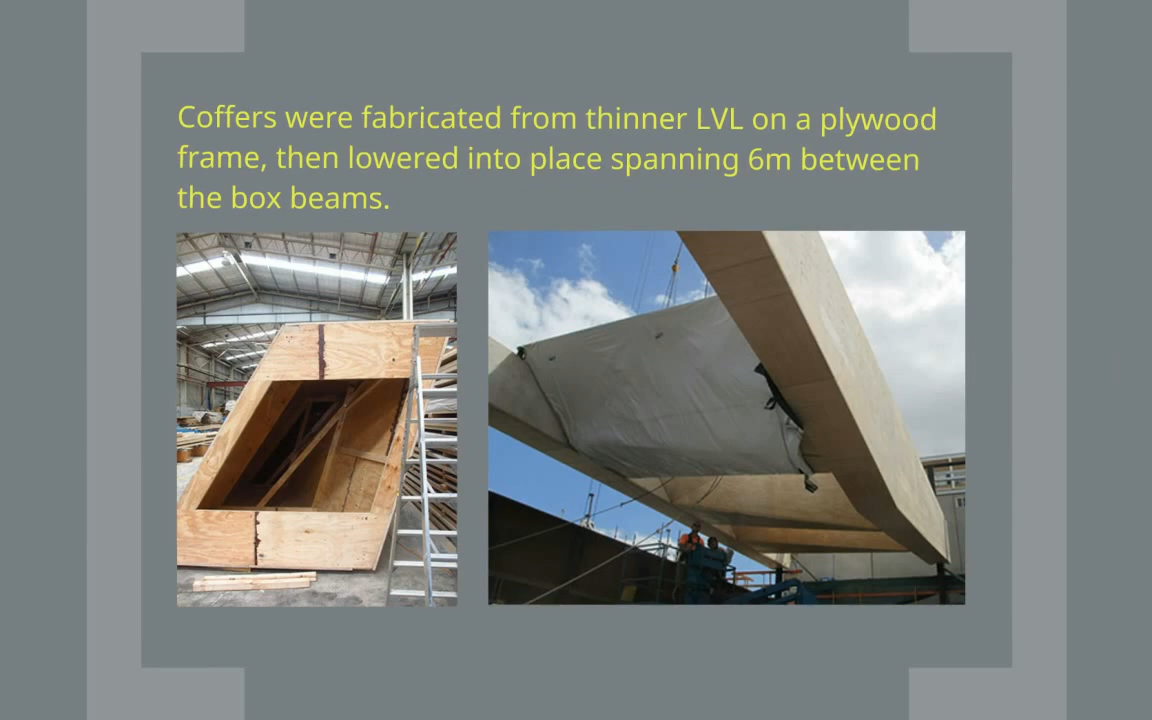 Coffers were fabricated from thinner LVL on a plywood
frame, then lowered into place spanning 6m between
the box beams.